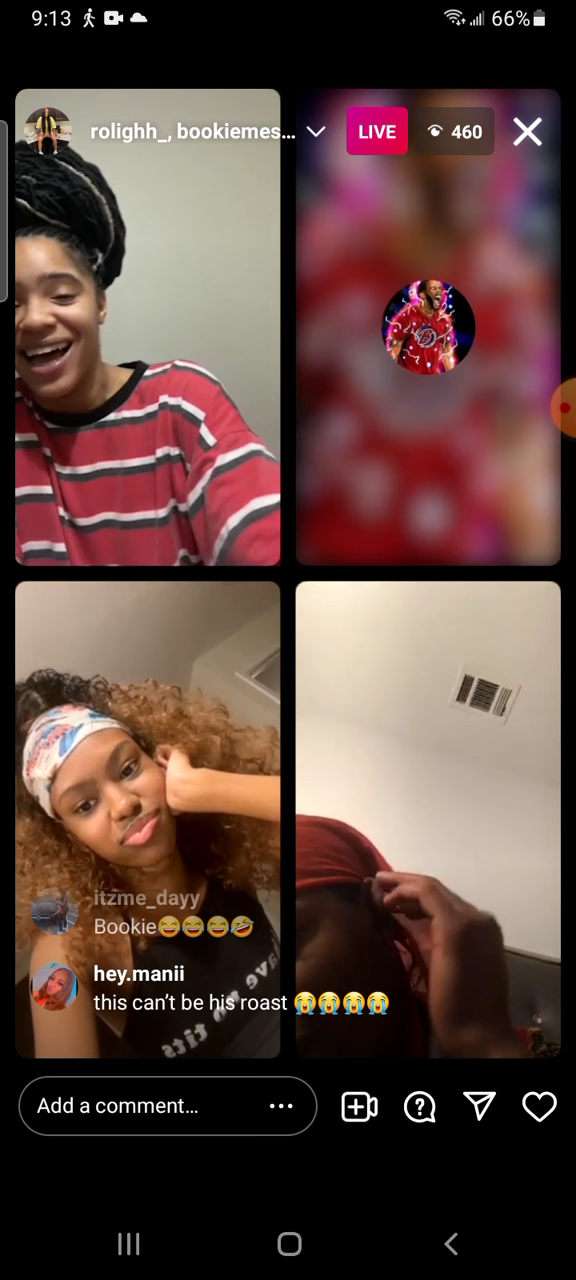 9:13
66%
rolighh_, bookiemes...
LIVE
460
itzme_dayy
Bookie😂😂😂🤣
hey.manii
this can't be his roast 😭😭😭😭
Add a comment...